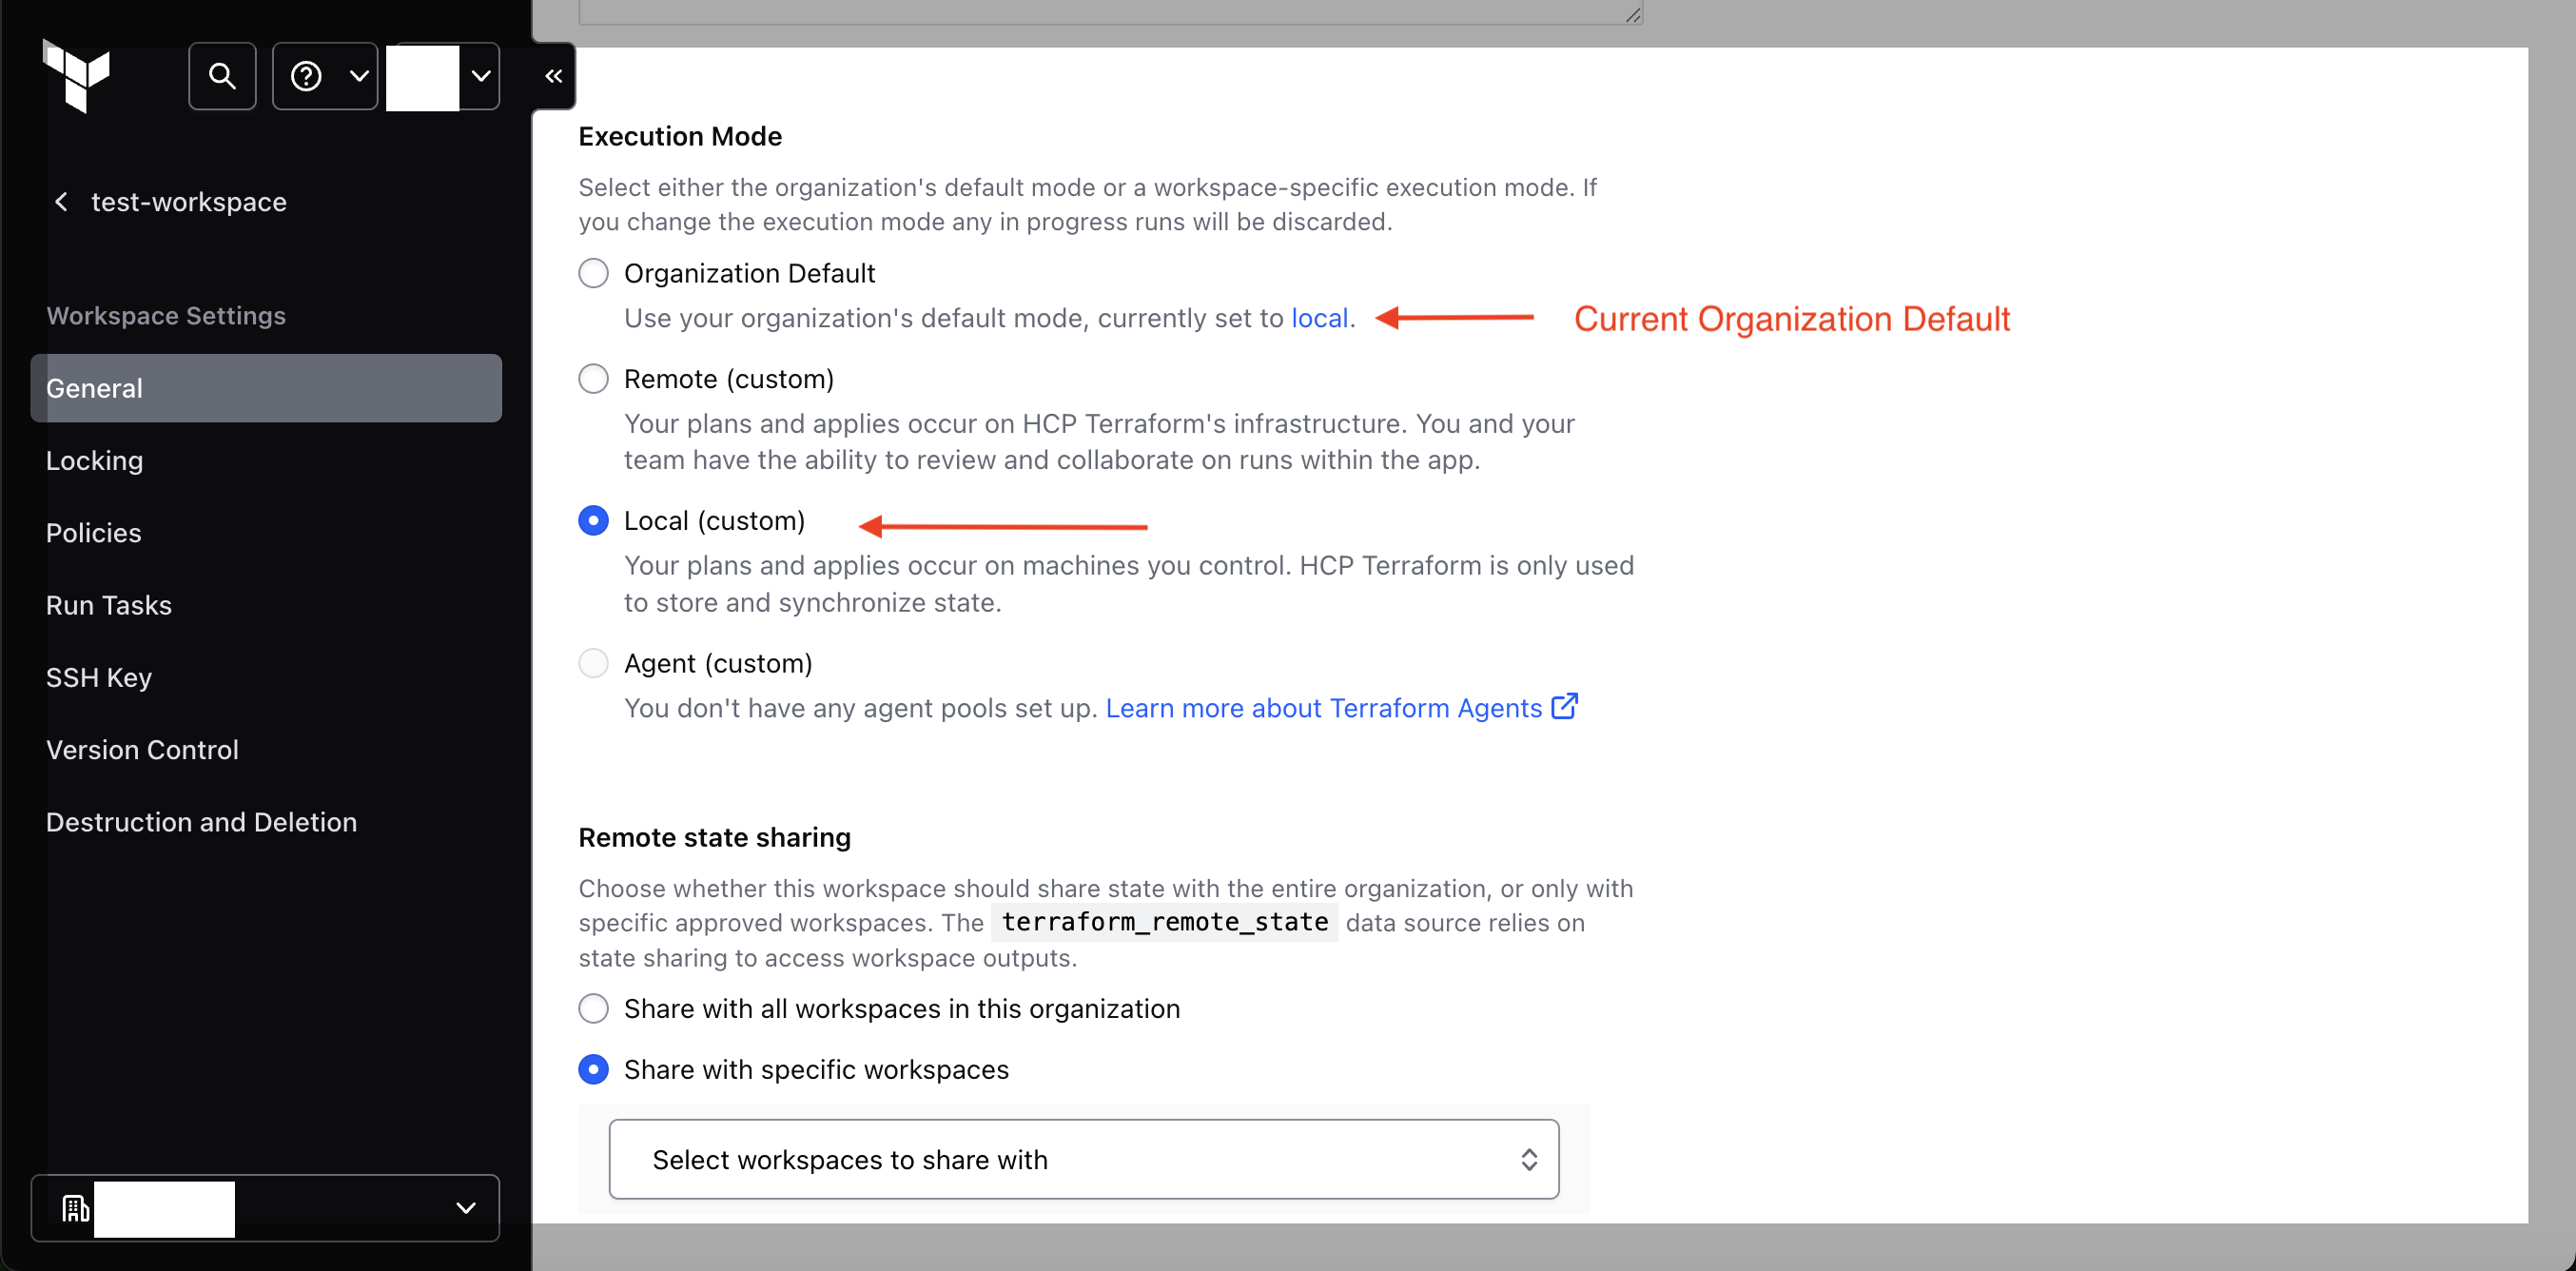 test-workspace
Workspace Settings
General
Locking
Policies
Run Tasks
SSH Key
Version Control
Destruction and Deletion
Execution Mode
Select either the organization's default mode or a workspace-specific execution mode. If
you change the execution mode any in progress runs will be discarded.
Organization Default
Use your organization's default mode, currently set to local.
Current Organization Default
Remote (custom)
Your plans and applies occur on HCP Terraform's infrastructure. You and your
team have the ability to review and collaborate on runs within the app.
Local (custom)
Your plans and applies occur on machines you control. HCP Terraform is only used
to store and synchronize state.
Agent (custom)
You don't have any agent pools set up. Learn more about Terraform Agents
Remote state sharing
Choose whether this workspace should share state with the entire organization, or only with
specific approved workspaces. The terraform_remote_state data source relies on
state sharing to access workspace outputs.
Share with all workspaces in this organization
Share with specific workspaces
Select workspaces to share with